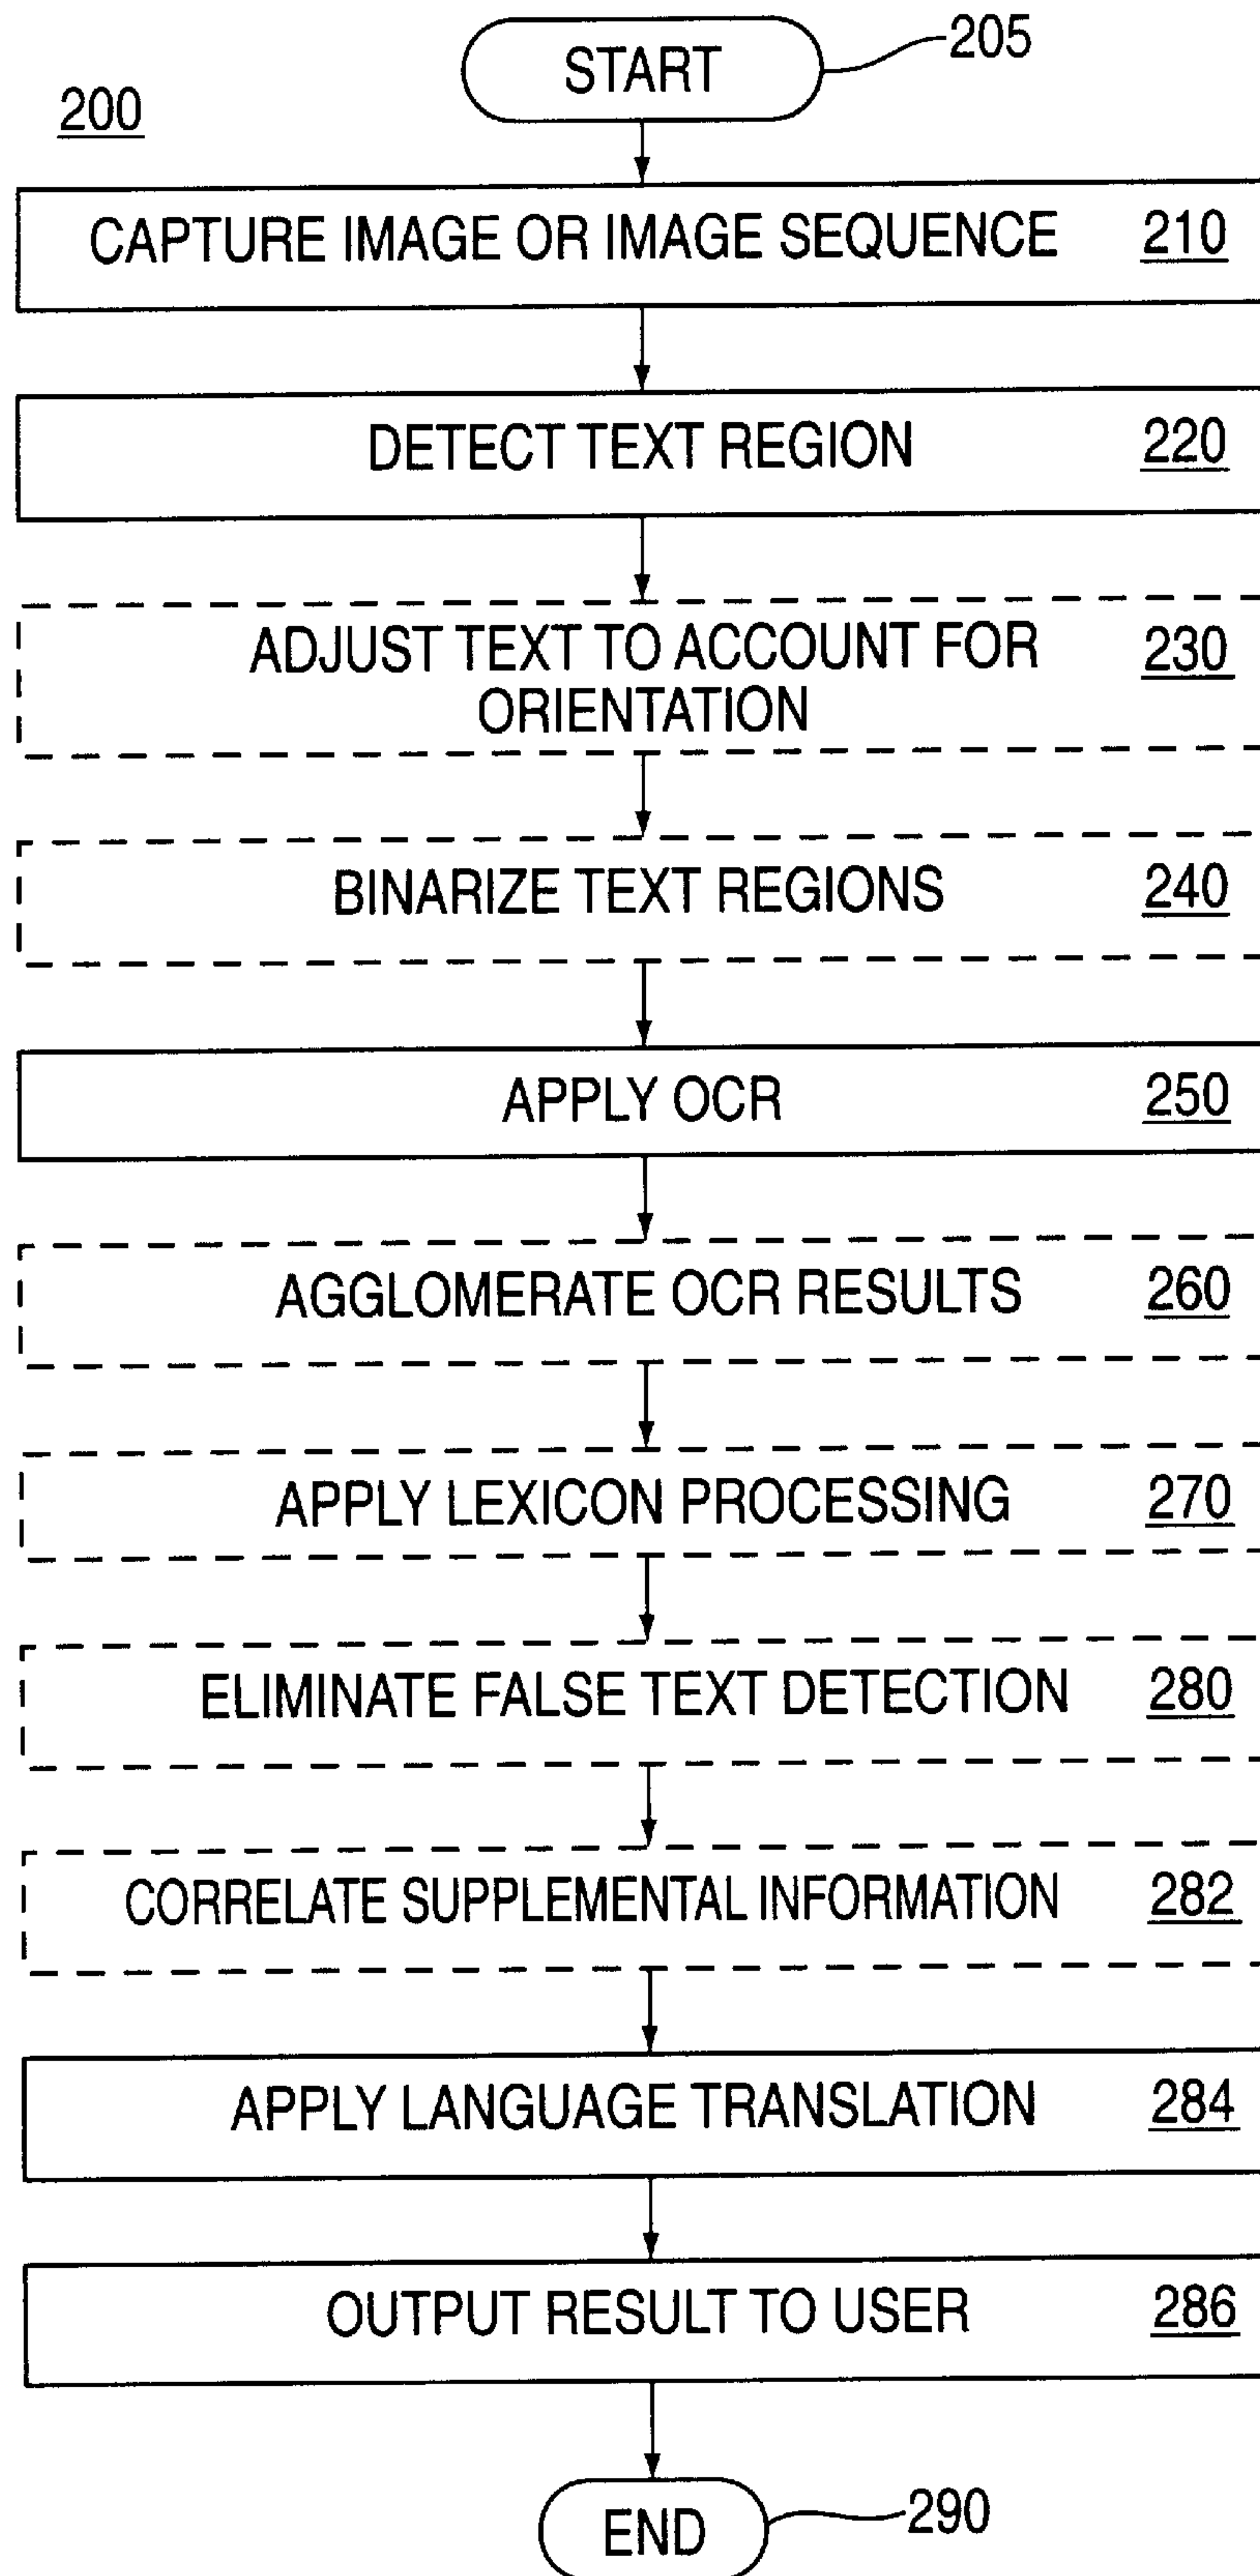 START 205
200
CAPTURE IMAGE OR IMAGE SEQUENCE 210
DETECT TEXT REGION 220
ADJUST TEXT TO ACCOUNT FOR 230
ORIENTATION
BINARIZE TEXT REGIONS 240
APPLY OCR 250
AGGLOMERATE OCR RESULTS 260
APPLY LEXICON PROCESSING 270
ELIMINATE FALSE TEXT DETECTION 280
CORRELATE SUPPLEMENTAL INFORMATION 282
APPLY LANGUAGE TRANSLATION 284
OUTPUT RESULT TO USER 286
END 290